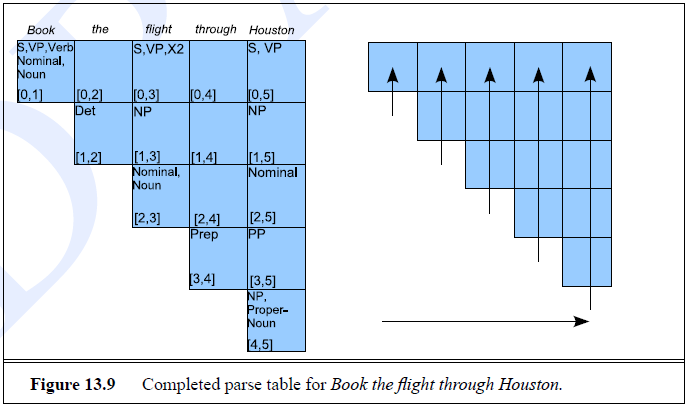 Book the flight through Houston
S,VP,Verb S,VP,X2 S, VP
Nominal,
Noun
[0,1] [0,2] [0,3] [0,4] [0,5]
Det NP NP
[1,2] [1,3] [1,4] [1,5]
Nominal, Nominal
Noun
[2,3] [2,4] [2,5]
Prep PP
[3,4] [3,5]
NP,
Proper-
Noun
[4,5]
Figure 13.9 Completed parse table for Book the flight through Houston.